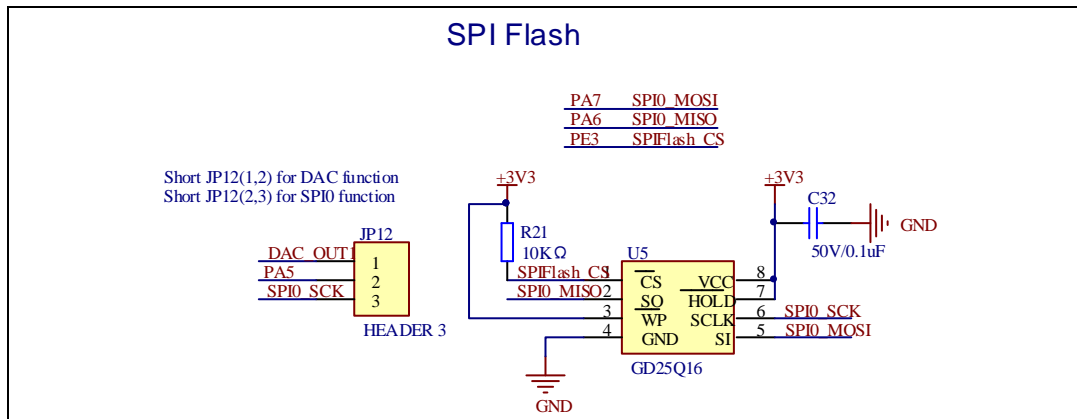 SPI Flash
PA7 SPI0_MOSI
PA6 SPI0_MISO
PE3 SPIFlash_CS
Short JP12(1,2) for DAC function
Short JP12(2,3) for SPI0 function
+3V3
+3V3
C32
GND
50V/0.1uF
R21
10KΩ
JP12
DAC_OUT1
1
PA5
2
SPI0_SCK
3
HEADER 3
U5
SPIFlash_CS 1 CS VCC 8
SPI0_MISO 2 SO HOLD 7
3 WP SCLK 6 SPI0_SCK
4 GND SI 5 SPI0_MOSI
GD25Q16
GND